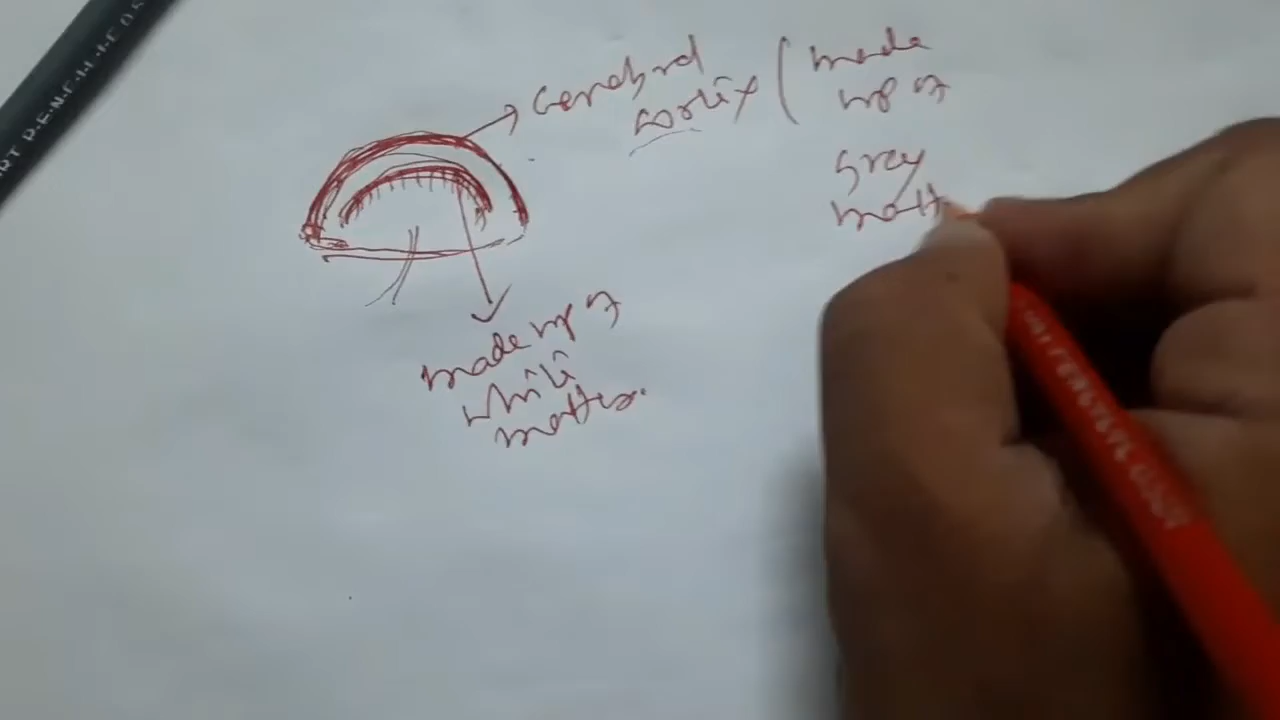 cerebral
cortex (made
up of
grey
matt
made up of
white
matter.